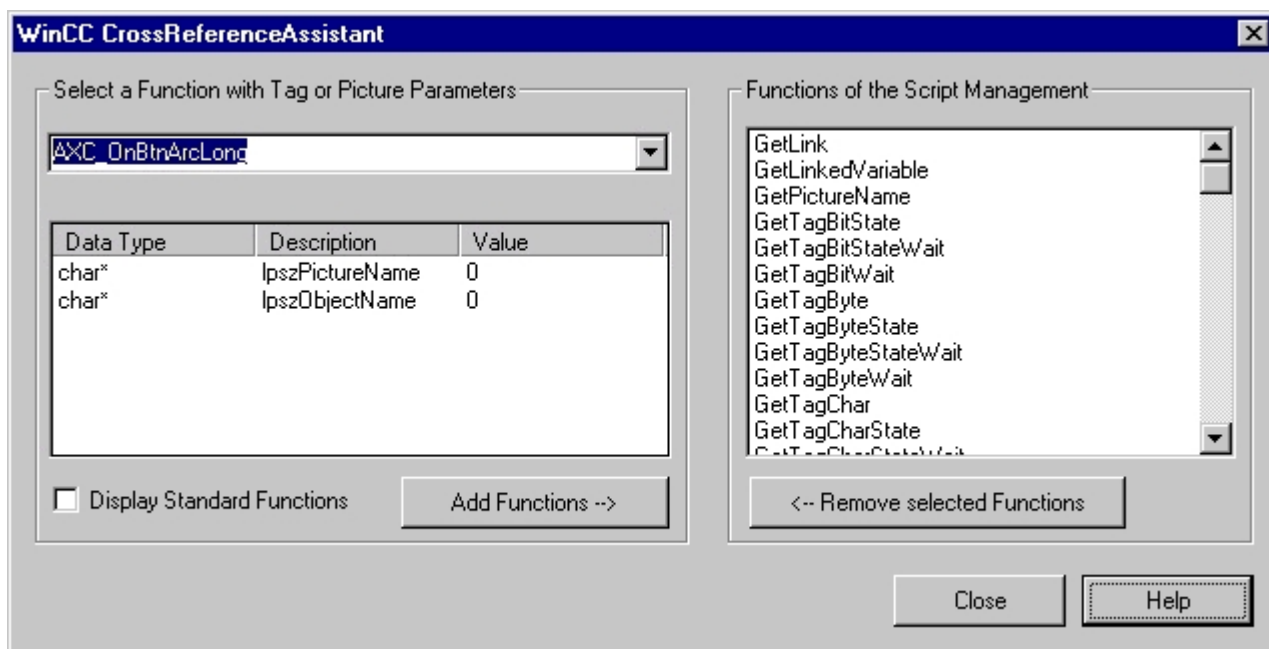 WinCC CrossReferenceAssistant
Select a Function with Tag or Picture Parameters
AXC_OnBtnArcLong
Data Type Description Value
char* lpszPictureName 0
char* lpszObjectName 0
Display Standard Functions
Add Functions -->
Functions of the Script Management
GetLink
GetLinkedVariable
GetPictureName
GetTagBitState
GetTagBitStateWait
GetTagBitWait
GetTagByte
GetTagByteState
GetTagByteStateWait
GetTagByteWait
GetTagChar
GetTagCharState
GetTagCharStateWait
<-- Remove selected Functions
Close
Help